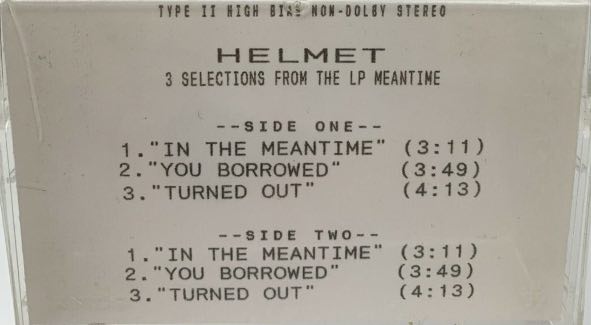 TYPE II HIGH BIAS NON-DOLBY STEREO
HELMET
3 SELECTIONS FROM THE LP MEANTIME
--SIDE ONE--
1."IN THE MEANTIME" (3:11)
2."YOU BORROWED" (3:49)
3."TURNED OUT" (4:13)
--SIDE TWO--
1."IN THE MEANTIME" (3:11)
2."YOU BORROWED" (3:49)
3."TURNED OUT" (4:13)